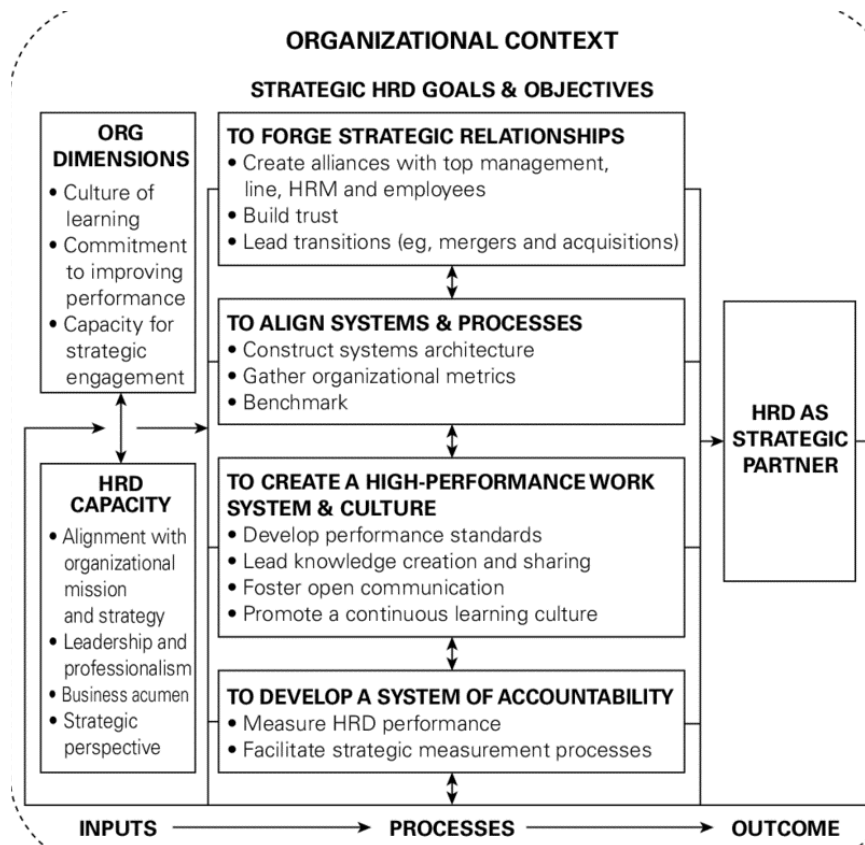 ORGANIZATIONAL CONTEXT
STRATEGIC HRD GOALS & OBJECTIVES
ORG
DIMENSIONS
• Culture of
learning
• Commitment
to improving
performance
• Capacity for
strategic
engagement
HRD
CAPACITY
• Alignment with
organizational
mission
and strategy
• Leadership and
professionalism
• Business acumen
• Strategic
perspective
TO FORGE STRATEGIC RELATIONSHIPS
• Create alliances with top management,
line, HRM and employees
• Build trust
• Lead transitions (eg, mergers and acquisitions)
TO ALIGN SYSTEMS & PROCESSES
• Construct systems architecture
• Gather organizational metrics
• Benchmark
TO CREATE A HIGH-PERFORMANCE WORK
SYSTEM & CULTURE
• Develop performance standards
• Lead knowledge creation and sharing
• Foster open communication
• Promote a continuous learning culture
TO DEVELOP A SYSTEM OF ACCOUNTABILITY
• Measure HRD performance
• Facilitate strategic measurement processes
HRD AS
STRATEGIC
PARTNER
INPUTS
PROCESSES
OUTCOME